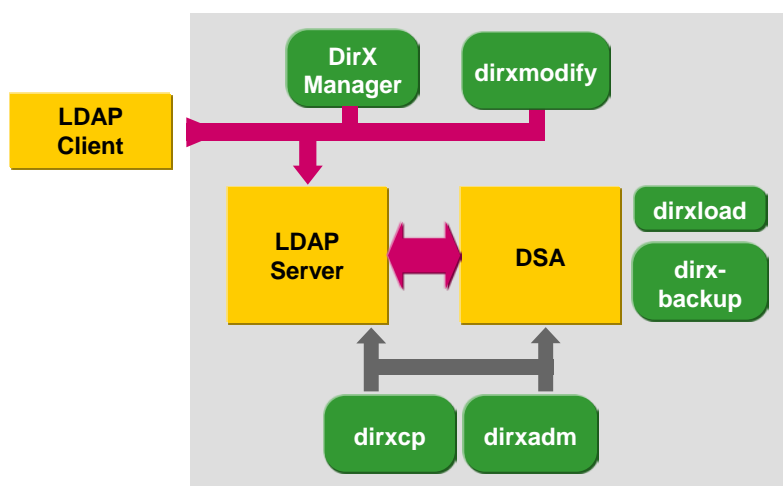 DirX
Manager
dirxmodify
LDAP
Client
LDAP
Server
DSA
dirxload
dirx-
backup
dirxcp
dirxadm